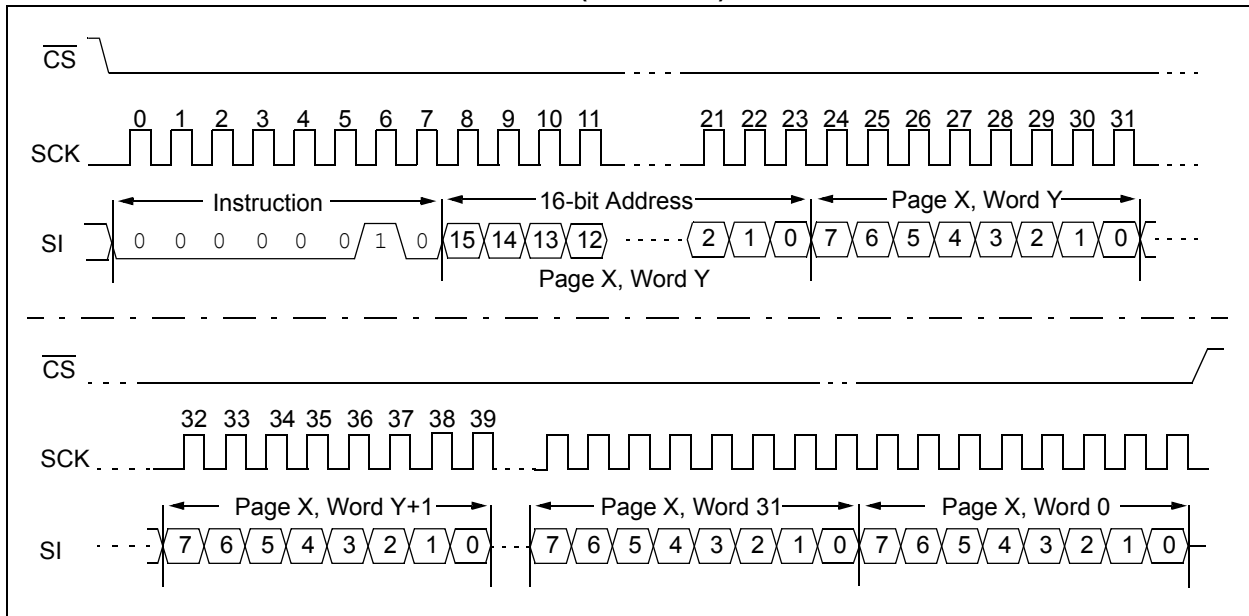 CS
0 1 2 3 4 5 6 7 8 9 10 11 21 22 23 24 25 26 27 28 29 30 31
SCK
Instruction 16-bit Address Page X, Word Y
SI 0 0 0 0 0 0 1 0 15 14 13 12 2 1 0 7 6 5 4 3 2 1 0
Page X, Word Y
CS
32 33 34 35 36 37 38 39
SCK
Page X, Word Y+1 Page X, Word 31 Page X, Word 0
SI 7 6 5 4 3 2 1 0 7 6 5 4 3 2 1 0 7 6 5 4 3 2 1 0